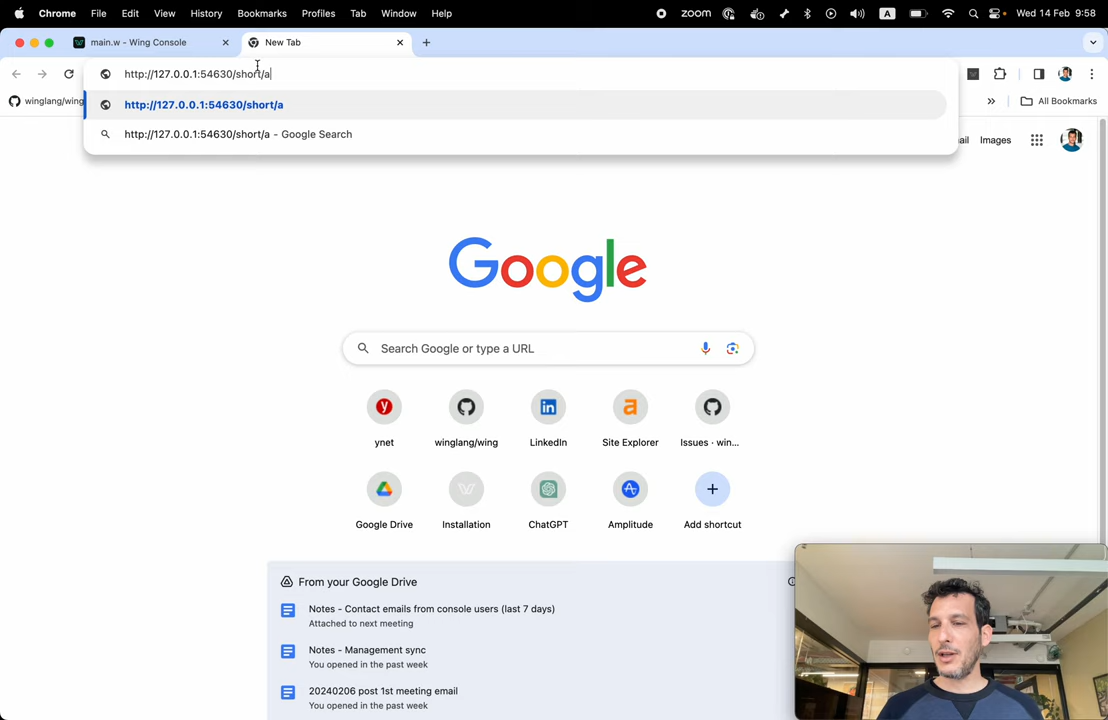 Chrome File Edit View History Bookmarks Profiles Tab Window Help zoom A Wed 14 Feb 9:58
main.w - Wing Console New Tab
http://127.0.0.1:54630/short/a
winglang/wing http://127.0.0.1:54630/short/a All Bookmarks
http://127.0.0.1:54630/short/a - Google Search
ail Images
Google
Search Google or type a URL
ynet winglang/wing LinkedIn Site Explorer Issues · win...
Google Drive Installation ChatGPT Amplitude Add shortcut
From your Google Drive
Notes - Contact emails from console users (last 7 days)
Attached to next meeting
Notes - Management sync
You opened in the past week
20240206 post 1st meeting email
You opened in the past week